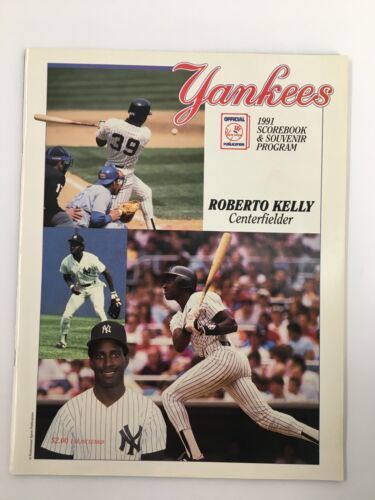 Yankees
OFFICIAL
PUBLICATION
1991
SCOREBOOK
& SOUVENIR
PROGRAM
ROBERTO KELLY
Centerfielder
39
NY
$2.00